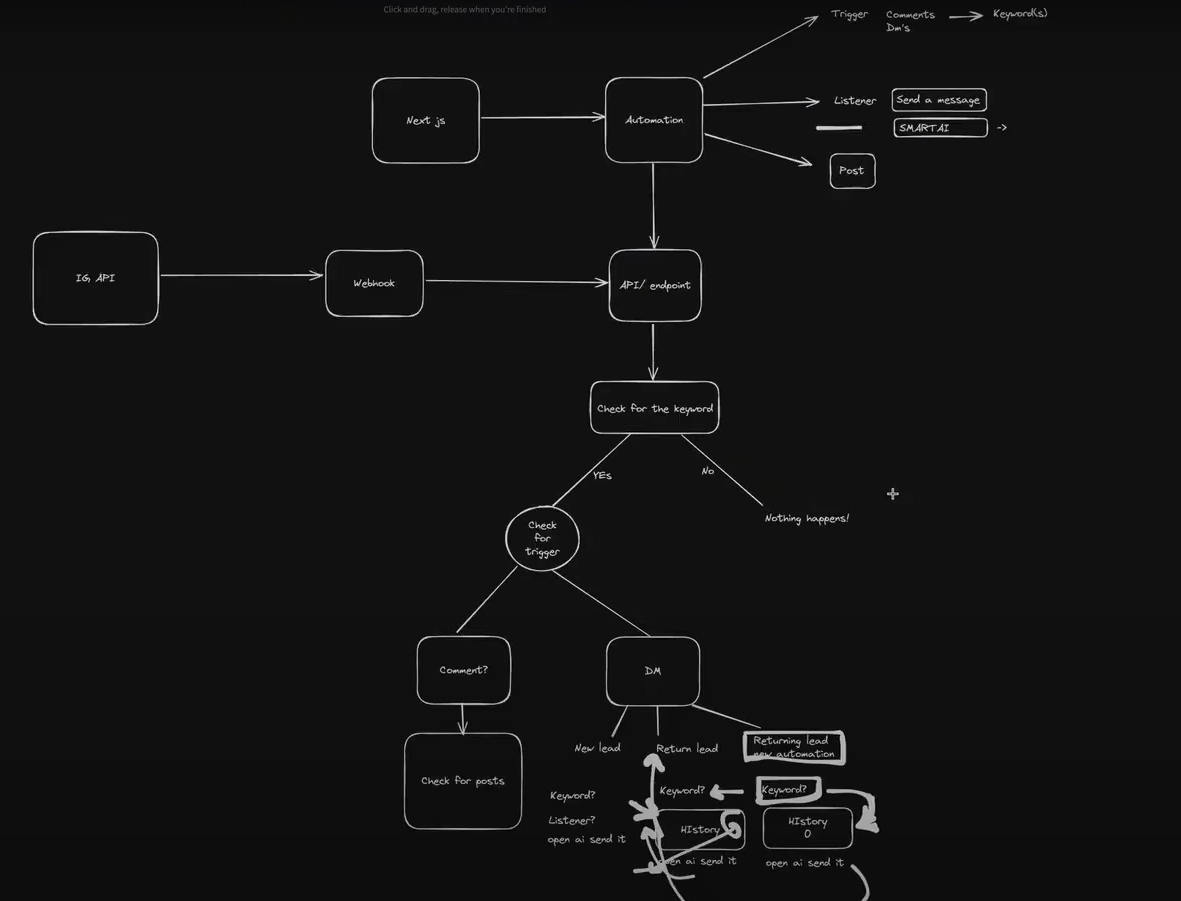 Click and drag, release when you're finished
Trigger
Comments
Dm's
Keyword(s)
Next js
Automation
Listener
Send a message
SMARTAI
->
Post
IG, API
Webhook
API/ endpoint
Check for the keyword
YEs
No
Nothing happens!
Check
for
trigger
Comment?
DM
New lead
Return lead
Returning lead
new automation
Check for posts
Keyword?
Keyword?
Keyword?
Listener?
HIstory
HIstory
0
open ai send it
open ai send it
open ai send it